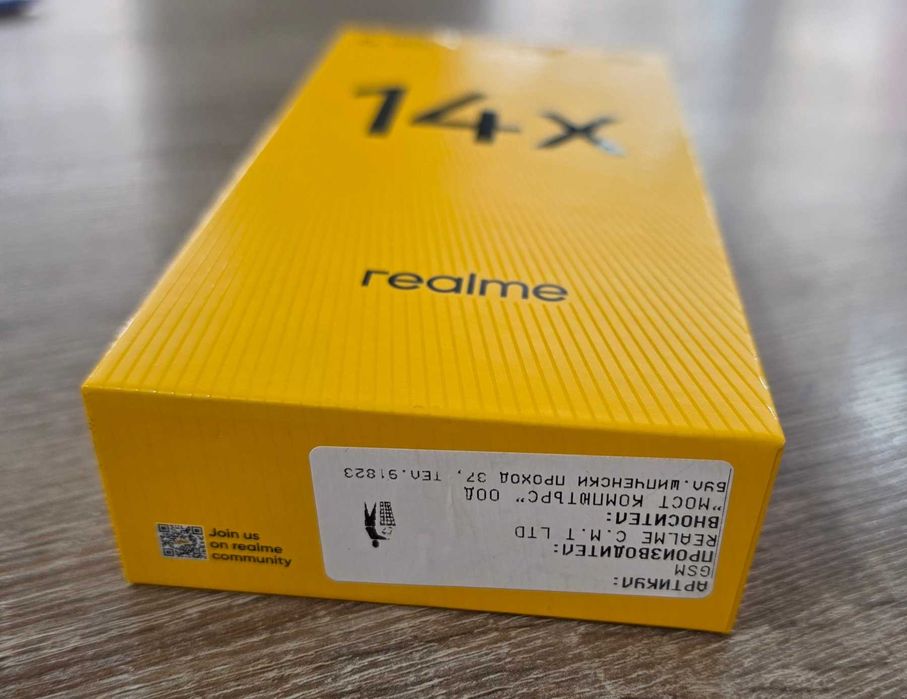 14x
realme
Join us
on realme
community
АРТИКУЛ:
GSM
ПРОИЗВОДИТЕЛ:
REALME C.M.T LTD
ВНОСИТЕЛ:
"МОСТ КОМПЮТЪРС" ООД
БУЛ.ШИПЧЕНСКИ ПРОХОД 37, ТЕЛ.91823